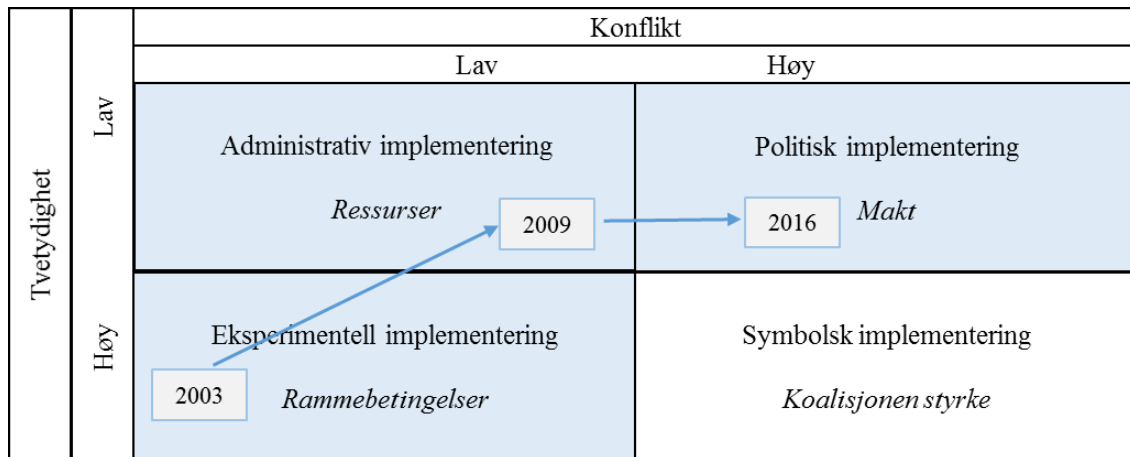 Konflikt
Lav Høy
Tvetydighet
Lav
Administrativ implementering
Ressurser
2009
Politisk implementering
Makt
2016
Høy
Eksperimentell implementering
2003
Rammebetingelser
Symbolsk implementering
Koalisjonen styrke